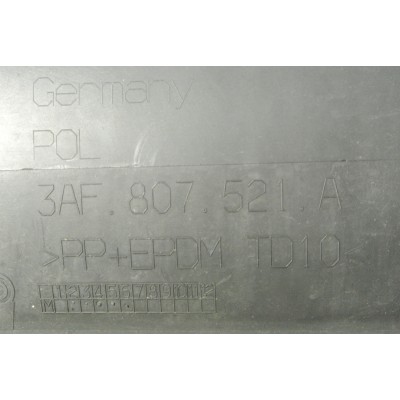 Germany
POL
3AF.807.521.A
>PP+EPDM TD10